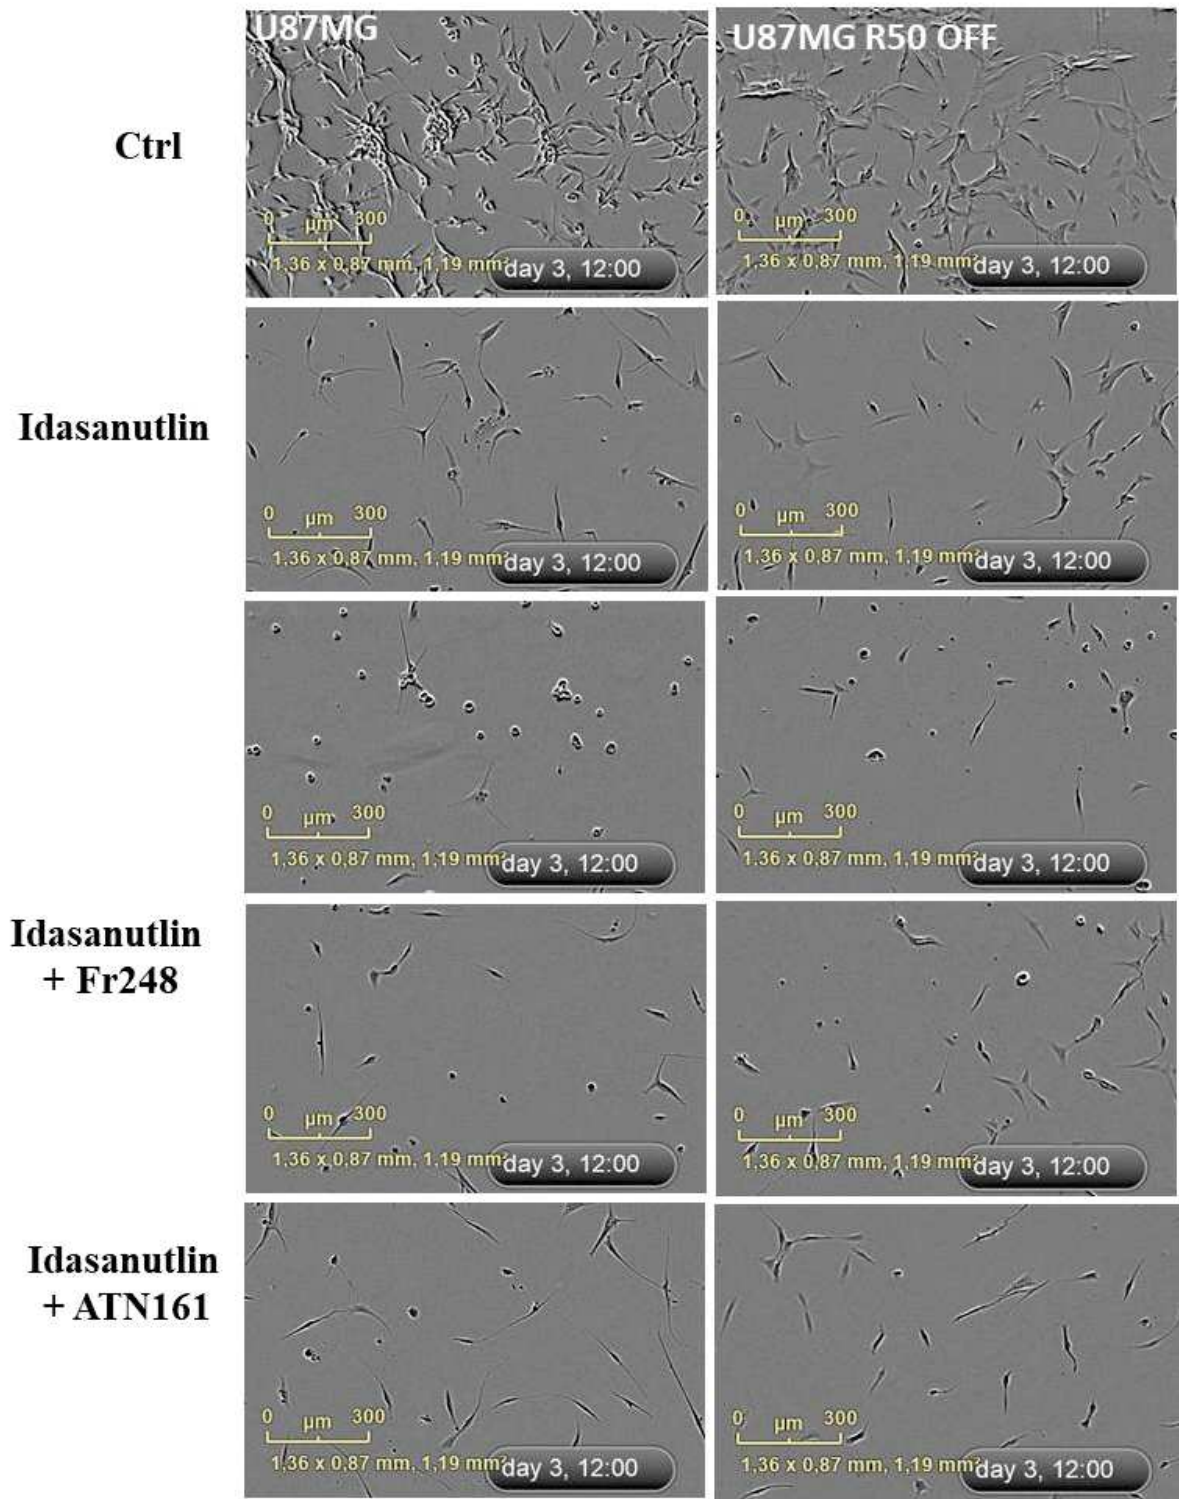 U87MG
U87MG R50 OFF
Ctrl
0 µm 300
1,36 x 0,87 mm, 1,19 mm²
day 3, 12:00
0 µm 300
1,36 x 0,87 mm, 1,19 mm²
day 3, 12:00
Idasanutlin
0 µm 300
1,36 x 0,87 mm, 1,19 mm²
day 3, 12:00
0 µm 300
1,36 x 0,87 mm, 1,19 mm²
day 3, 12:00
0 µm 300
1,36 x 0,87 mm, 1,19 mm²
day 3, 12:00
0 µm 300
1,36 x 0,87 mm, 1,19 mm²
day 3, 12:00
Idasanutlin
+ Fr248
0 µm 300
1,36 x 0,87 mm, 1,19 mm²
day 3, 12:00
0 µm 300
1,36 x 0,87 mm, 1,19 mm²
day 3, 12:00
Idasanutlin
+ ATN161
0 µm 300
1,36 x 0,87 mm, 1,19 mm²
day 3, 12:00
0 µm 300
1,36 x 0,87 mm, 1,19 mm²
day 3, 12:00